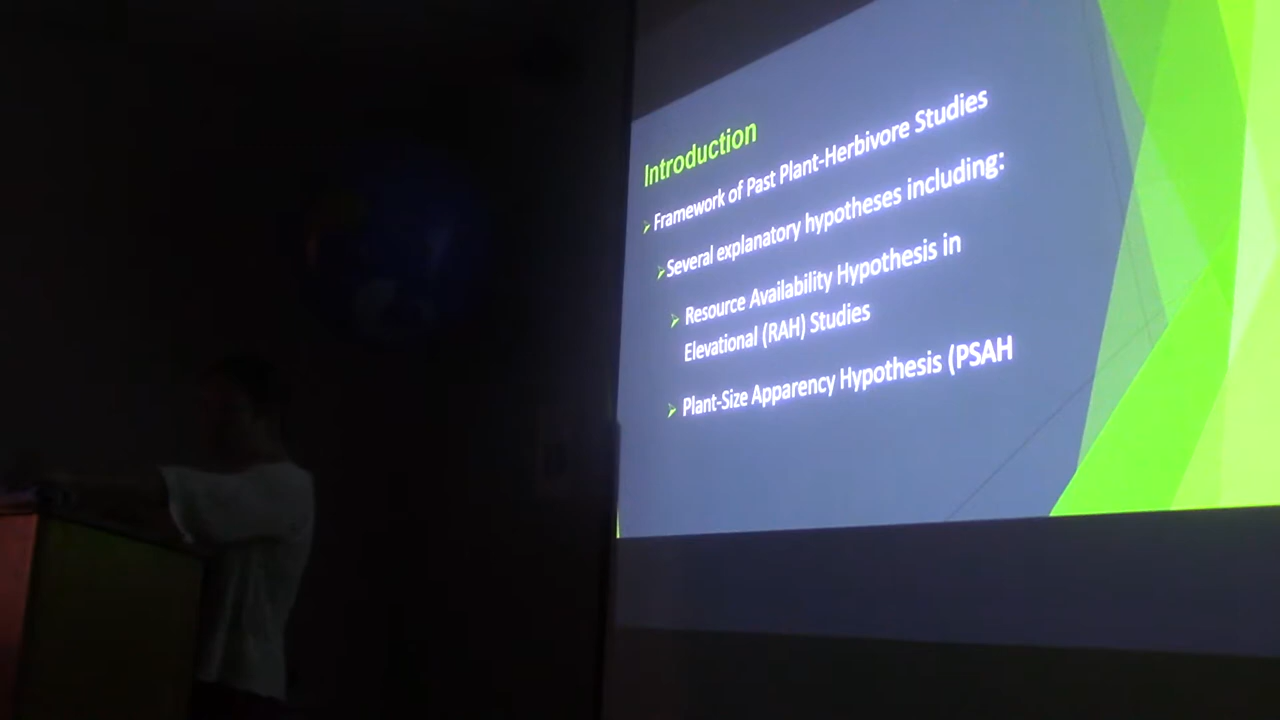 Introduction
Framework of Past Plant-Herbivore Studies
Several explanatory hypotheses including:
Resource Availability Hypothesis in
Elevational (RAH) Studies
Plant-Size Apparency Hypothesis (PSAH